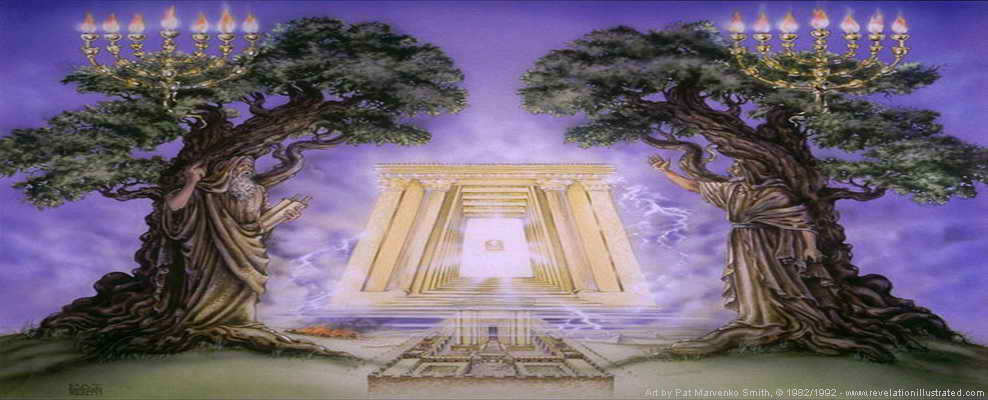 Art by Pat Marvenko Smith, © 1982/1992 - www.revelationillustrated.com